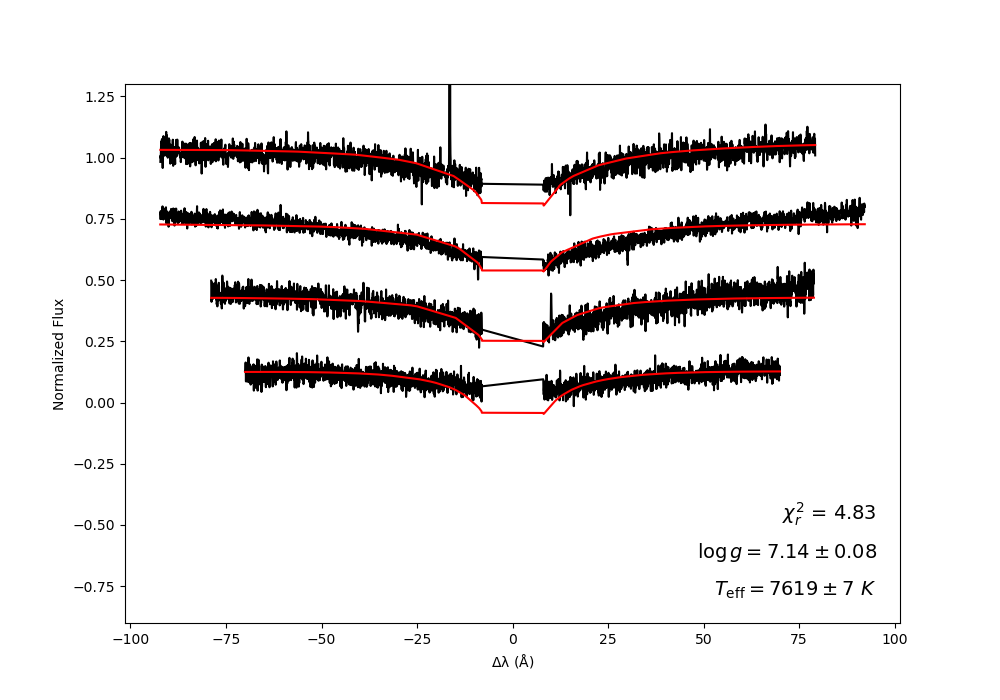 1.25
1.00
0.75
0.50
0.25
0.00
−0.25
−0.50
−0.75
Normalized Flux
χ²ᵣ = 4.83
log g = 7.14 ± 0.08
T_eff = 7619 ± 7 K
−100 −75 −50 −25 0 25 50 75 100
Δλ (Å)